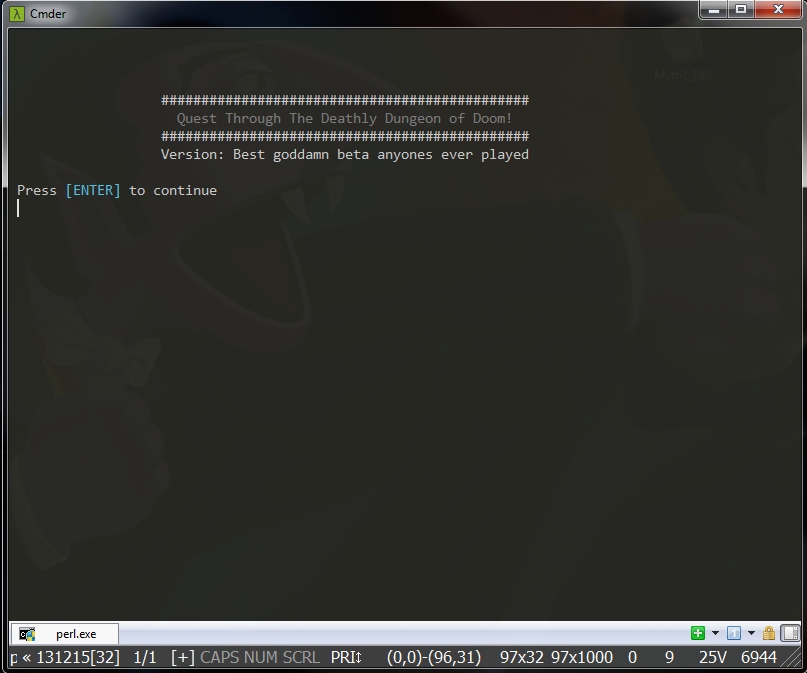 Cmder
##############################################
Quest Through The Deathly Dungeon of Doom!
##############################################
Version: Best goddamn beta anyones ever played
Press [ENTER] to continue
perl.exe
p « 131215[32] 1/1 [+] CAPS NUM SCRL PRI↕ (0,0)-(96,31) 97x32 97x1000 0 9 25V 6944